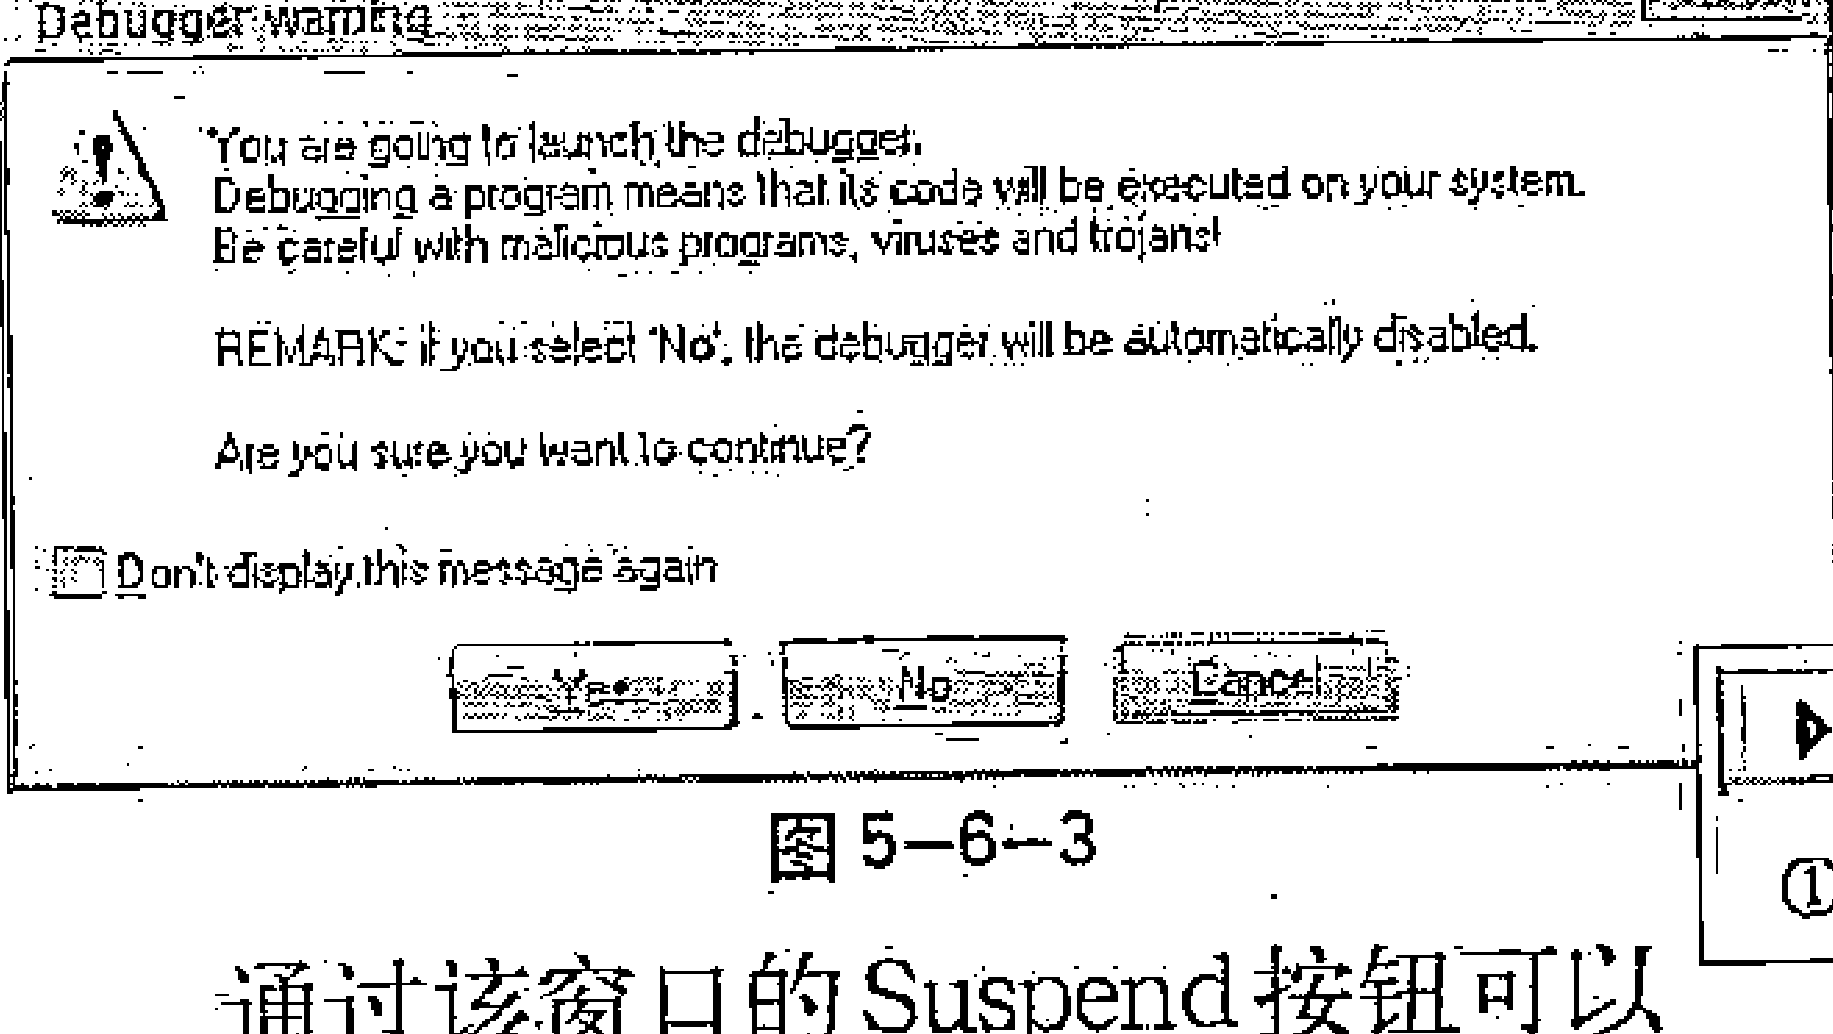 Debugger warning
You are going to launch the debugger.
Debugging a program means that its code will be executed on your system.
Be careful with malicious programs, viruses and trojans!
REMARK: if you select 'No', the debugger will be automatically disabled.
Are you sure you want to continue?
Don't display this message again
Yes No Cancel
图 5-6-3
①
通过该窗口的Suspend按钮可以